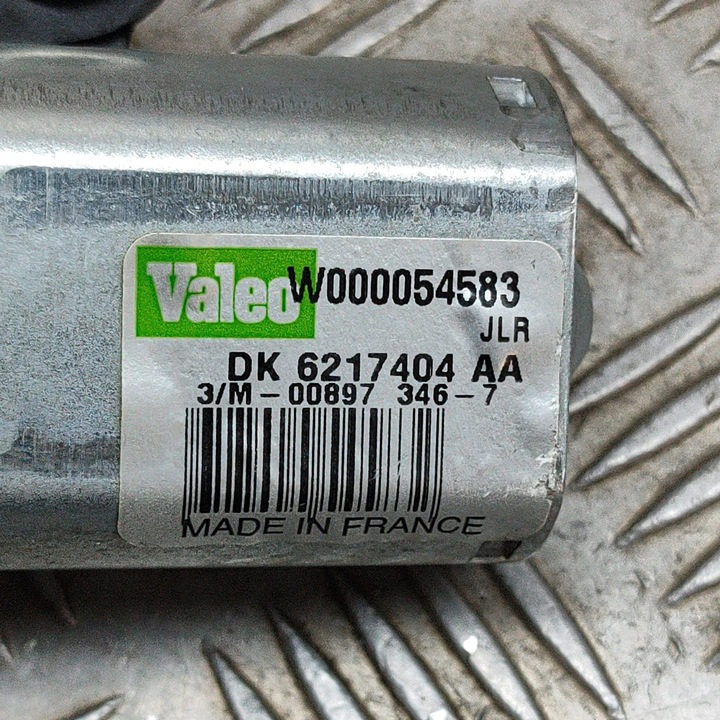 Valeo W000054583
JLR
DK 6217404 AA
3/M-00897 346-7
MADE IN FRANCE